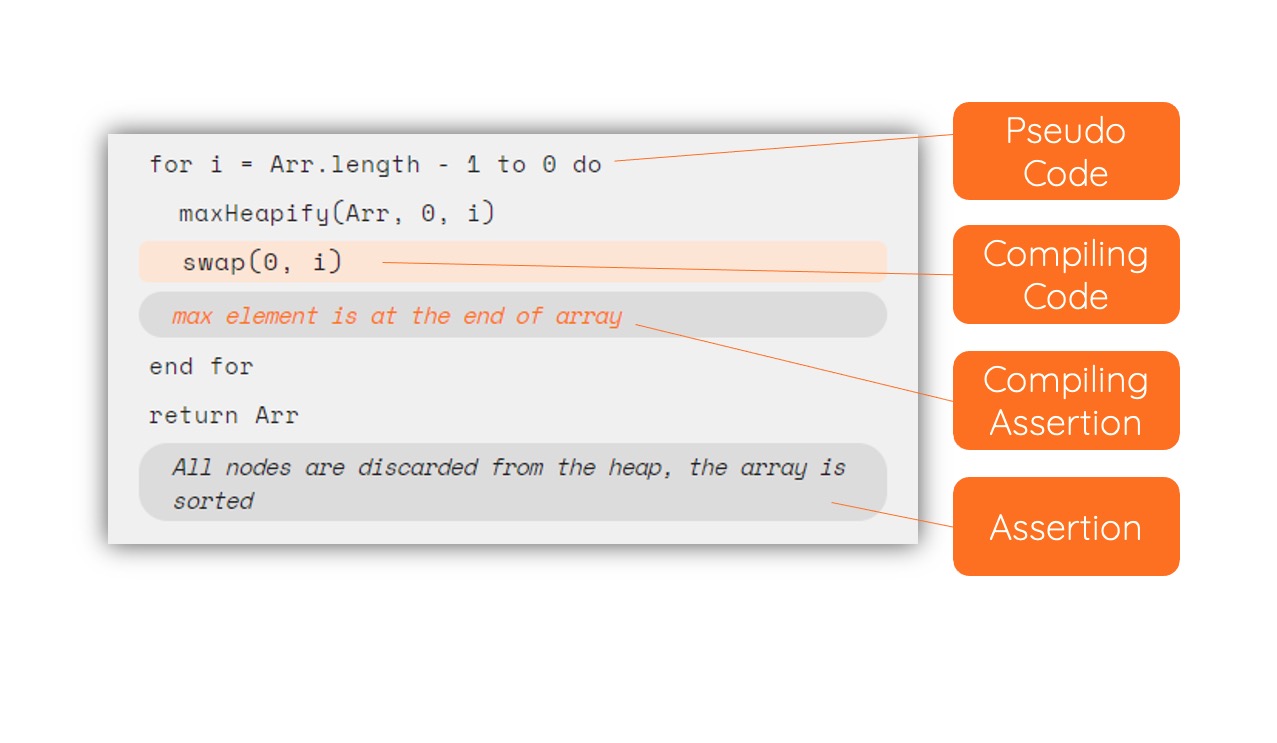 for i = Arr.length - 1 to 0 do
maxHeapify(Arr, 0, i)
swap(0, i)
max element is at the end of array
end for
return Arr
All nodes are discarded from the heap, the array is
sorted
Pseudo
Code
Compiling
Code
Compiling
Assertion
Assertion